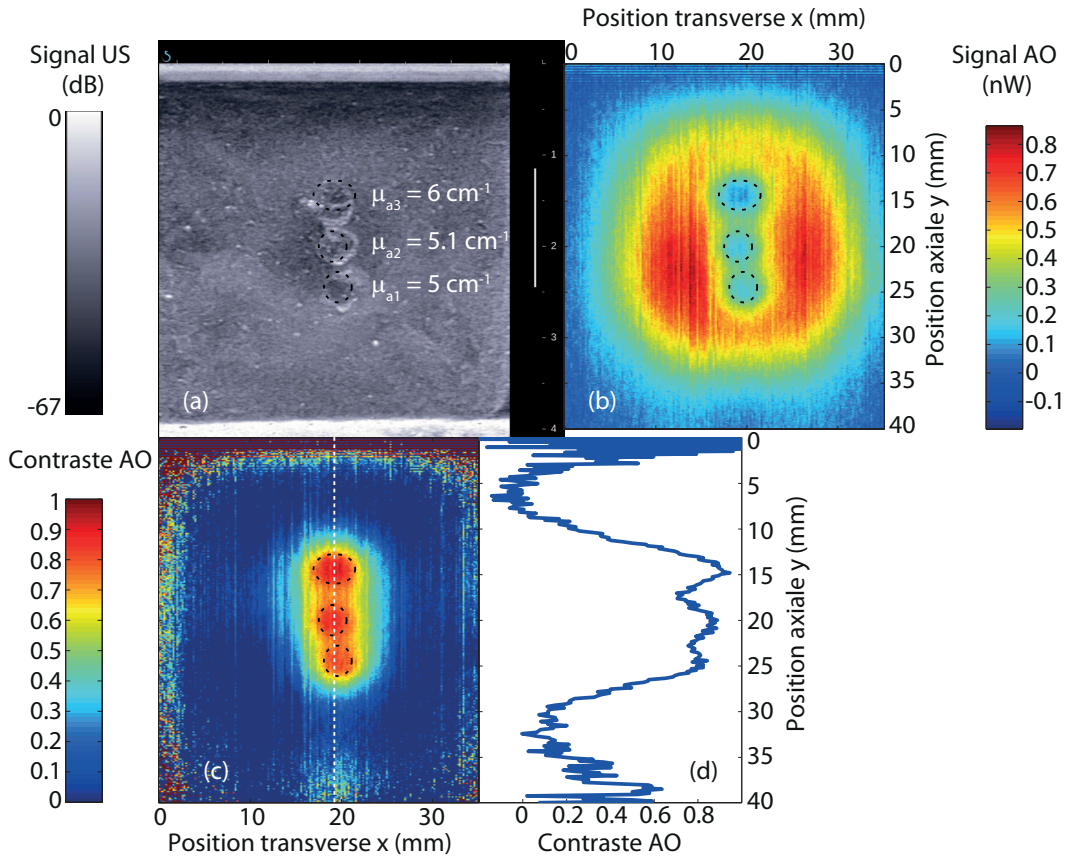 Signal US
(dB)
0
-67
S
- 1
- 2
- 3
- 4
μa3 = 6 cm-1
μa2 = 5.1 cm-1
μa1 = 5 cm-1
(a)
Position transverse x (mm)
0 10 20 30
0
5
10
15
20
25
30
35
40
Position axiale y (mm)
(b)
Signal AO
(nW)
0.8
0.7
0.6
0.5
0.4
0.3
0.2
0.1
0
-0.1
Contraste AO
1
0.9
0.8
0.7
0.6
0.5
0.4
0.3
0.2
0.1
0
(c)
0 10 20 30
Position transverse x (mm)
(d)
0
5
10
15
20
25
30
35
40
Position axiale y (mm)
0 0.2 0.4 0.6 0.8
Contraste AO